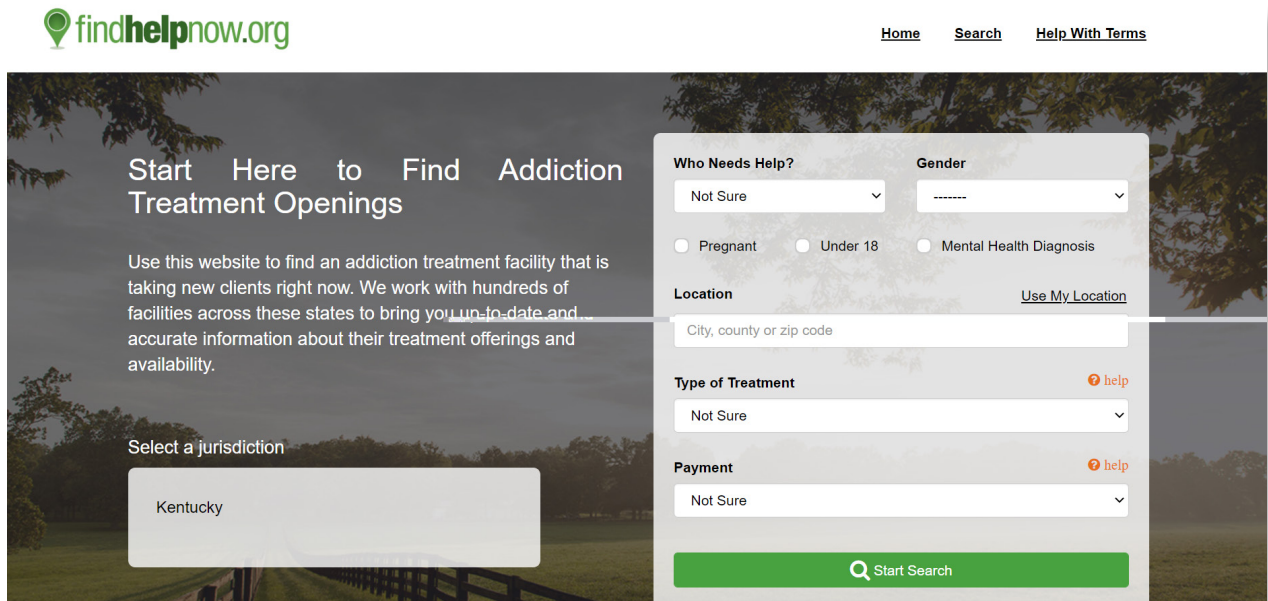 findhelpnow.org
Home Search Help With Terms
Start Here to Find Addiction
Treatment Openings
Use this website to find an addiction treatment facility that is
taking new clients right now. We work with hundreds of
facilities across these states to bring you up-to-date and
accurate information about their treatment offerings and
availability.
Select a jurisdiction
Kentucky
Who Needs Help? Gender
Not Sure -------
Pregnant Under 18 Mental Health Diagnosis
Location Use My Location
City, county or zip code
Type of Treatment ? help
Not Sure
Payment ? help
Not Sure
Start Search